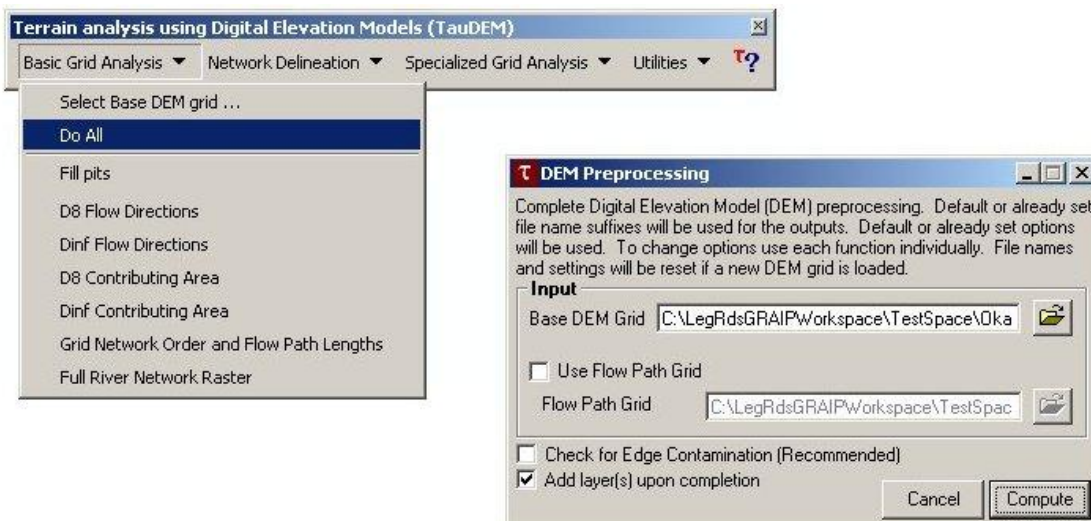 Terrain analysis using Digital Elevation Models (TauDEM)
Basic Grid Analysis Network Delineation Specialized Grid Analysis Utilities τ?
Select Base DEM grid ...
Do All
Fill pits
D8 Flow Directions
Dinf Flow Directions
D8 Contributing Area
Dinf Contributing Area
Grid Network Order and Flow Path Lengths
Full River Network Raster
τ DEM Preprocessing
Complete Digital Elevation Model (DEM) preprocessing. Default or already set
file name suffixes will be used for the outputs. Default or already set options
will be used. To change options use each function individually. File names
and settings will be reset if a new DEM grid is loaded.
Input
Base DEM Grid C:\LegRdsGRAIPWorkspace\TestSpace\Oka
Use Flow Path Grid
Flow Path Grid C:\LegRdsGRAIPWorkspace\TestSpac
Check for Edge Contamination (Recommended)
Add layer(s) upon completion
Cancel Compute